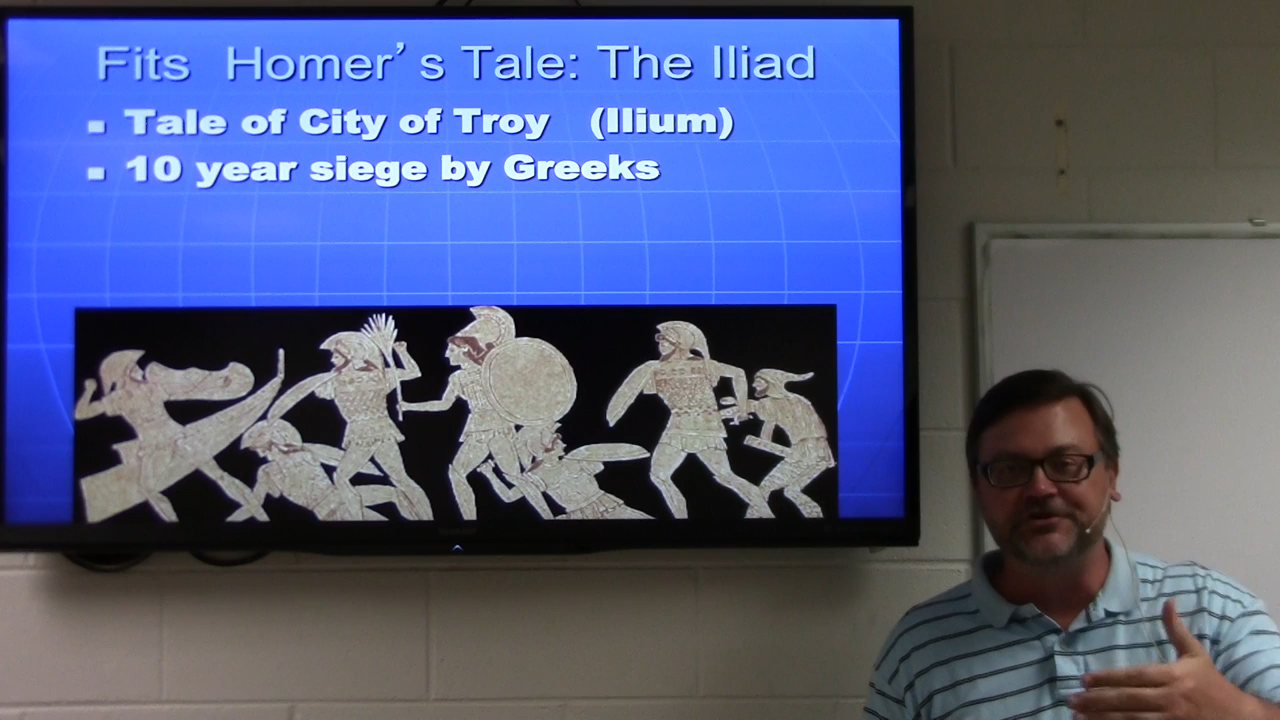 Fits Homer's Tale: The Iliad
Tale of City of Troy (Ilium)
10 year siege by Greeks